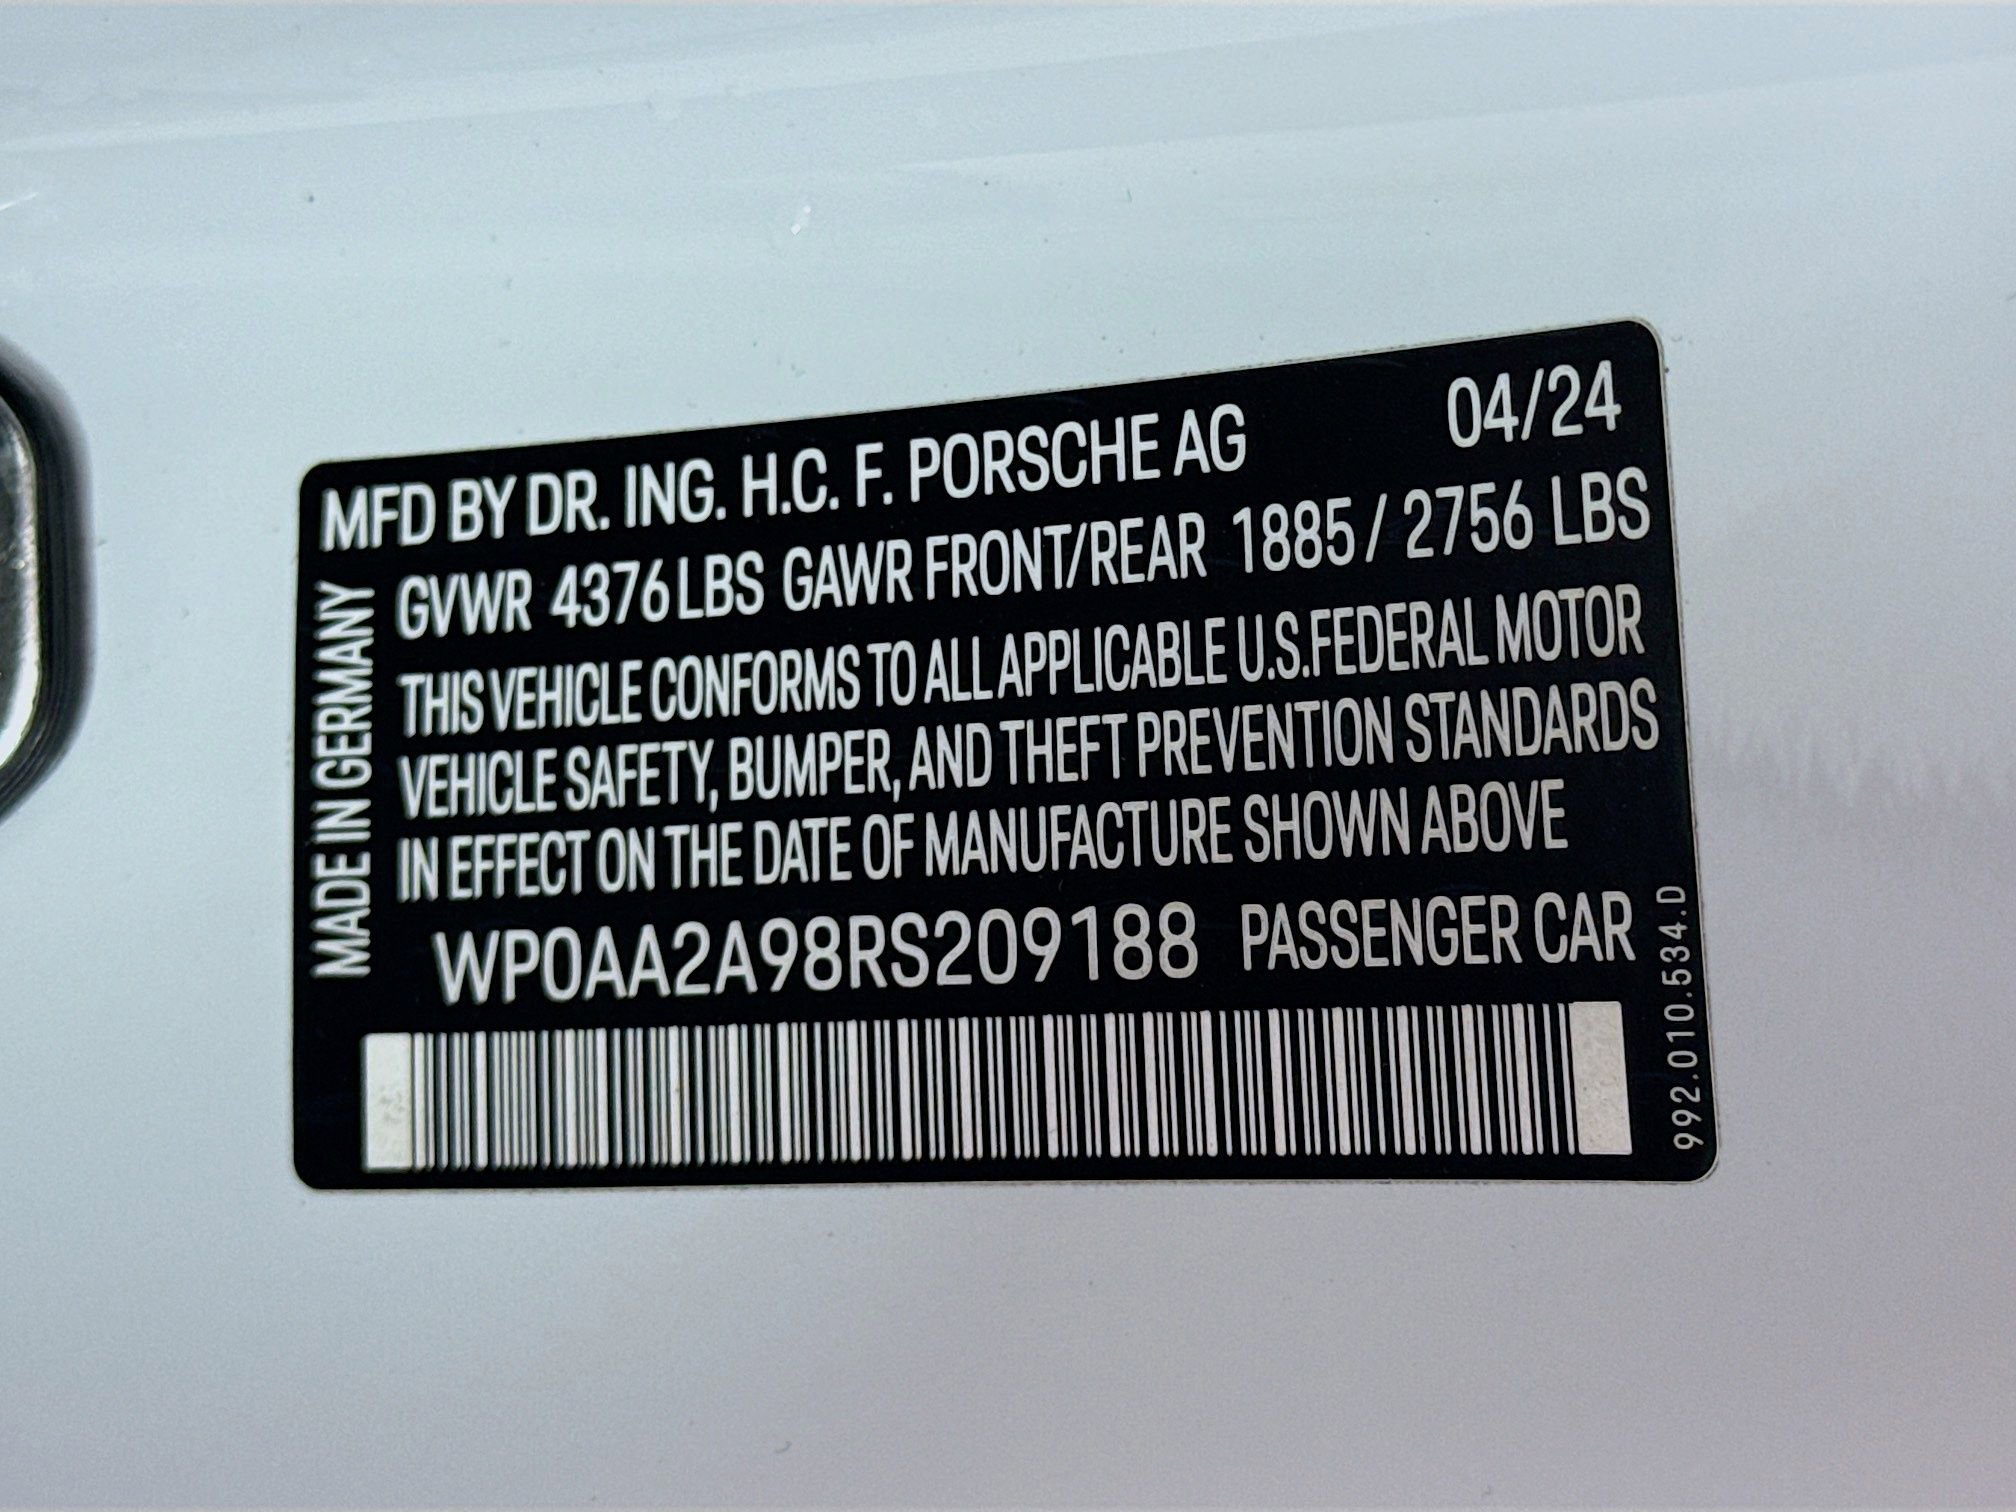 MFD BY DR. ING. H.C. F. PORSCHE AG 04/24
GVWR 4376 LBS GAWR FRONT/REAR 1885 / 2756 LBS
THIS VEHICLE CONFORMS TO ALL APPLICABLE U.S.FEDERAL MOTOR
VEHICLE SAFETY, BUMPER, AND THEFT PREVENTION STANDARDS
IN EFFECT ON THE DATE OF MANUFACTURE SHOWN ABOVE
WP0AA2A98RS209188 PASSENGER CAR
MADE IN GERMANY
992.010.534.D